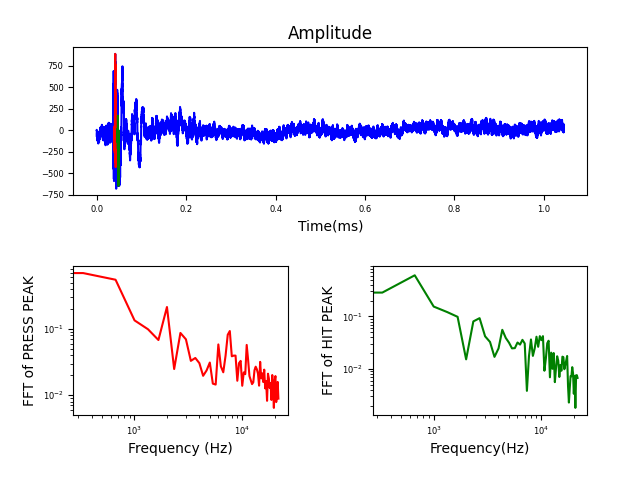 Amplitude
750
500
250
0
−250
−500
−750
0.0 0.2 0.4 0.6 0.8 1.0
Time(ms)
FFT of PRESS PEAK
10⁻¹
10⁻²
10³ 10⁴
Frequency (Hz)
FFT of HIT PEAK
10⁻¹
10⁻²
10³ 10⁴
Frequency(Hz)